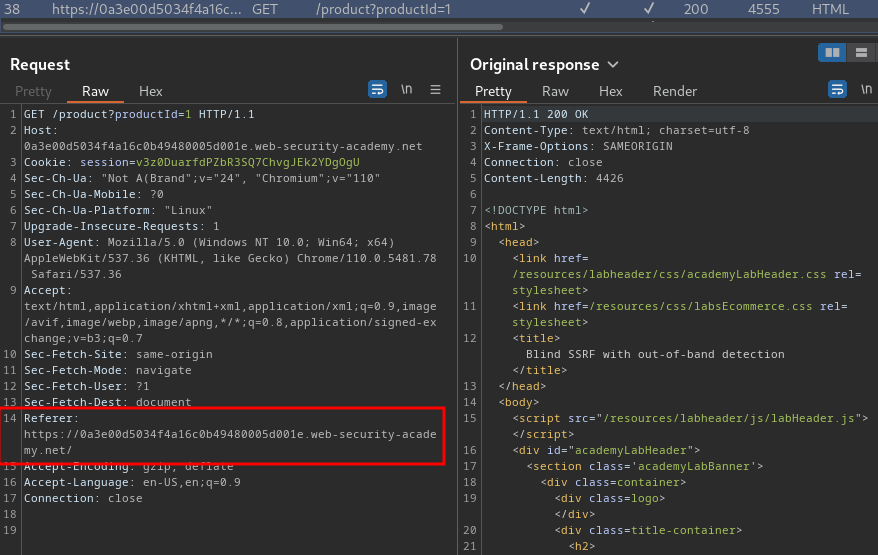 38 https://0a3e00d5034f4a16c... GET /product?productId=1 ✓ ✓ 200 4555 HTML
Request
Pretty Raw Hex \n
1 GET /product?productId=1 HTTP/1.1
2 Host:
0a3e00d5034f4a16c0b49480005d001e.web-security-academy.net
3 Cookie: session=v3z0DuarfdPZbR3SQ7ChvgJEk2YDgOgU
4 Sec-Ch-Ua: "Not A(Brand";v="24", "Chromium";v="110"
5 Sec-Ch-Ua-Mobile: ?0
6 Sec-Ch-Ua-Platform: "Linux"
7 Upgrade-Insecure-Requests: 1
8 User-Agent: Mozilla/5.0 (Windows NT 10.0; Win64; x64)
AppleWebKit/537.36 (KHTML, like Gecko) Chrome/110.0.5481.78
Safari/537.36
9 Accept:
text/html,application/xhtml+xml,application/xml;q=0.9,image
/avif,image/webp,image/apng,*/*;q=0.8,application/signed-ex
change;v=b3;q=0.7
10 Sec-Fetch-Site: same-origin
11 Sec-Fetch-Mode: navigate
12 Sec-Fetch-User: ?1
13 Sec-Fetch-Dest: document
14 Referer:
https://0a3e00d5034f4a16c0b49480005d001e.web-security-acade
my.net/
15 Accept-Encoding: gzip, deflate
16 Accept-Language: en-US,en;q=0.9
17 Connection: close
18
19
Original response
Pretty Raw Hex Render \n
1 HTTP/1.1 200 OK
2 Content-Type: text/html; charset=utf-8
3 X-Frame-Options: SAMEORIGIN
4 Connection: close
5 Content-Length: 4426
6
7 <!DOCTYPE html>
8 <html>
9 <head>
10 <link href=
/resources/labheader/css/academyLabHeader.css rel=
stylesheet>
11 <link href=/resources/css/labsEcommerce.css rel=
stylesheet>
12 <title>
Blind SSRF with out-of-band detection
</title>
13 </head>
14 <body>
15 <script src="/resources/labheader/js/labHeader.js">
</script>
16 <div id="academyLabHeader">
17 <section class='academyLabBanner'>
18 <div class=container>
19 <div class=logo>
</div>
20 <div class=title-container>
21 <h2>